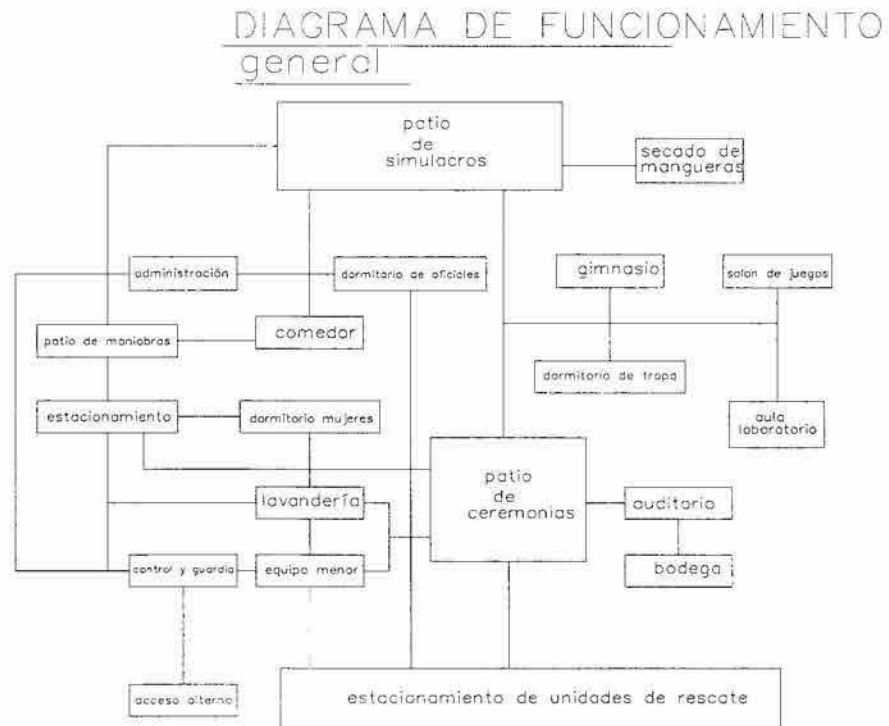 DIAGRAMA DE FUNCIONAMIENTO
general
patio
de
simulacros
secado de
mangueras
administración
dormitorio de oficiales
gimnasio
salon de juegos
patio de maniobras
comedor
dormitorio de tropa
estacionamiento
dormitorio mujeres
aula
laboratorio
lavandería
patio
de
ceremonias
auditorio
control y guardia
equipo menor
bodega
acceso alterno
estacionamiento de unidades de rescate